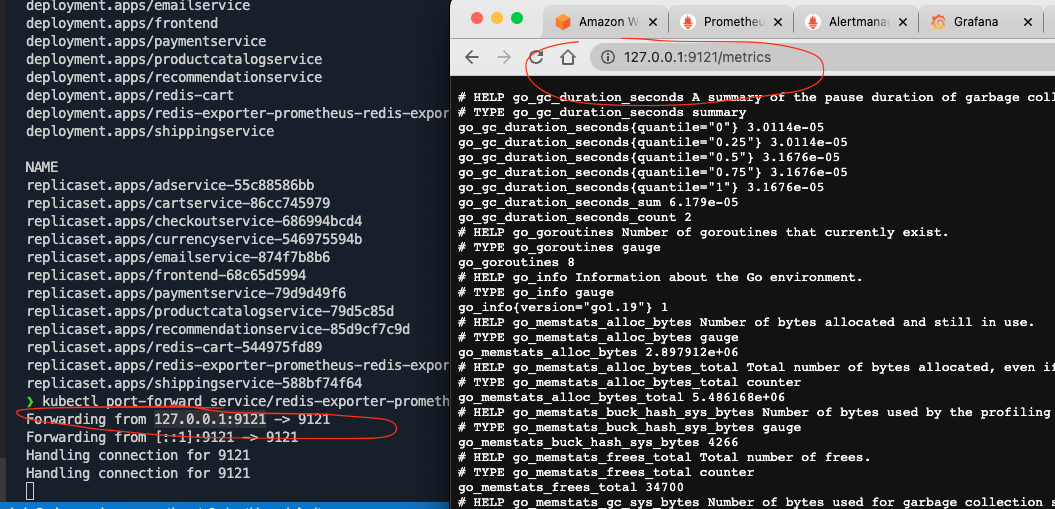 deployment.apps/emailservice
deployment.apps/frontend
deployment.apps/paymentservice
deployment.apps/productcatalogservice
deployment.apps/recommendationservice
deployment.apps/redis-cart
deployment.apps/redis-exporter-prometheus-redis-expor
deployment.apps/shippingservice
NAME
replicaset.apps/adservice-55c88586bb
replicaset.apps/cartservice-86cc745979
replicaset.apps/checkoutservice-686994bcd4
replicaset.apps/currencyservice-546975594b
replicaset.apps/emailservice-874f7b8b6
replicaset.apps/frontend-68c65d5994
replicaset.apps/paymentservice-79d9d49f6
replicaset.apps/productcatalogservice-79d5c85d
replicaset.apps/recommendationservice-85d9cf7c9d
replicaset.apps/redis-cart-544975fd89
replicaset.apps/redis-exporter-prometheus-redis-expor
replicaset.apps/shippingservice-588bf74f64
❯ kubectl port-forward service/redis-exporter-prometh
Forwarding from 127.0.0.1:9121 -> 9121
Forwarding from [::1]:9121 -> 9121
Handling connection for 9121
Handling connection for 9121
Amazon W
Prometheu
Alertmanag
Grafana
127.0.0.1:9121/metrics
# HELP go_gc_duration_seconds A summary of the pause duration of garbage coll
# TYPE go_gc_duration_seconds summary
go_gc_duration_seconds{quantile="0"} 3.0114e-05
go_gc_duration_seconds{quantile="0.25"} 3.0114e-05
go_gc_duration_seconds{quantile="0.5"} 3.1676e-05
go_gc_duration_seconds{quantile="0.75"} 3.1676e-05
go_gc_duration_seconds{quantile="1"} 3.1676e-05
go_gc_duration_seconds_sum 6.179e-05
go_gc_duration_seconds_count 2
# HELP go_goroutines Number of goroutines that currently exist.
# TYPE go_goroutines gauge
go_goroutines 8
# HELP go_info Information about the Go environment.
# TYPE go_info gauge
go_info{version="go1.19"} 1
# HELP go_memstats_alloc_bytes Number of bytes allocated and still in use.
# TYPE go_memstats_alloc_bytes gauge
go_memstats_alloc_bytes 2.897912e+06
# HELP go_memstats_alloc_bytes_total Total number of bytes allocated, even if
# TYPE go_memstats_alloc_bytes_total counter
go_memstats_alloc_bytes_total 5.486168e+06
# HELP go_memstats_buck_hash_sys_bytes Number of bytes used by the profiling
# TYPE go_memstats_buck_hash_sys_bytes gauge
go_memstats_buck_hash_sys_bytes 4266
# HELP go_memstats_frees_total Total number of frees.
# TYPE go_memstats_frees_total counter
go_memstats_frees_total 34700
# HELP go_memstats_gc_sys_bytes Number of bytes used for garbage collection s